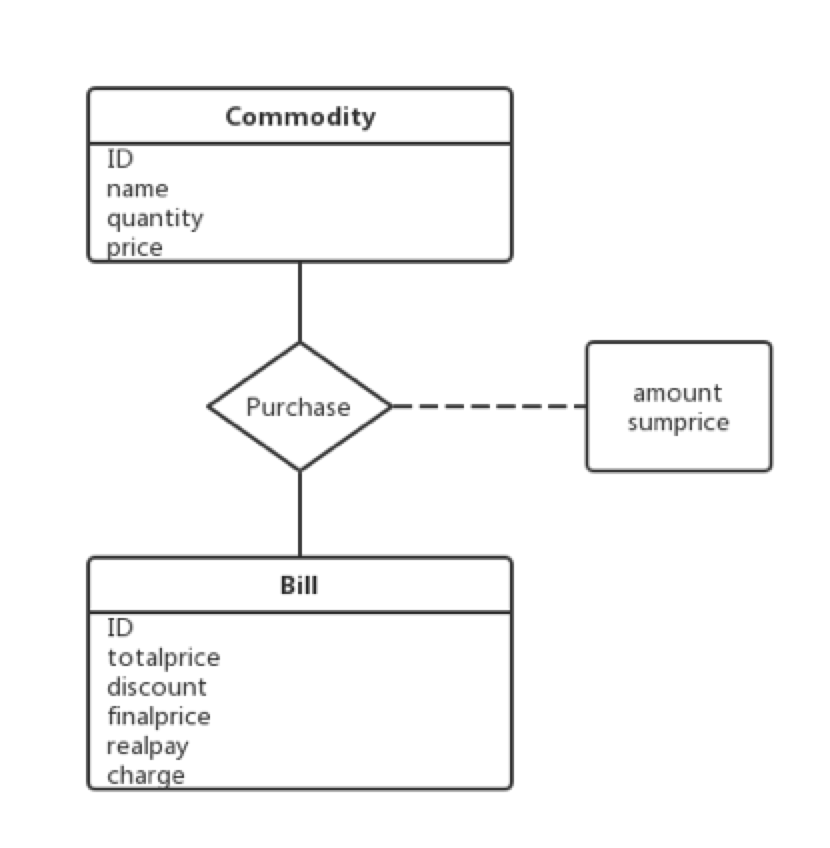 Commodity
ID
name
quantity
price
Purchase
amount
sumprice
Bill
ID
totalprice
discount
finalprice
realpay
charge